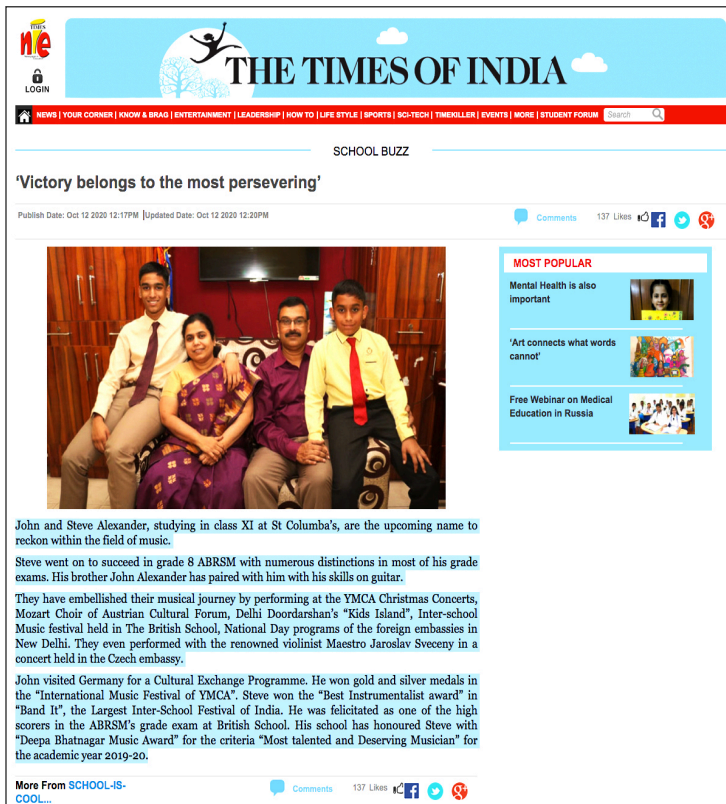 TIMES
nie
LOGIN
THE TIMES OF INDIA
NEWS | YOUR CORNER | KNOW & BRAG | ENTERTAINMENT | LEADERSHIP | HOW TO | LIFE STYLE | SPORTS | SCI-TECH | TIMEKILLER | EVENTS | MORE | STUDENT FORUM Search
SCHOOL BUZZ
‘Victory belongs to the most persevering’
Publish Date: Oct 12 2020 12:17PM |Updated Date: Oct 12 2020 12:20PM
Comments 137 Likes
MOST POPULAR
Mental Health is also
important
‘Art connects what words
cannot’
Free Webinar on Medical
Education in Russia
John and Steve Alexander, studying in class XI at St Columba’s, are the upcoming name to
reckon within the field of music.
Steve went on to succeed in grade 8 ABRSM with numerous distinctions in most of his grade
exams. His brother John Alexander has paired with him with his skills on guitar.
They have embellished their musical journey by performing at the YMCA Christmas Concerts,
Mozart Choir of Austrian Cultural Forum, Delhi Doordarshan’s “Kids Island”, Inter-school
Music festival held in The British School, National Day programs of the foreign embassies in
New Delhi. They even performed with the renowned violinist Maestro Jaroslav Sveceny in a
concert held in the Czech embassy.
John visited Germany for a Cultural Exchange Programme. He won gold and silver medals in
the “International Music Festival of YMCA”. Steve won the “Best Instrumentalist award” in
“Band It”, the Largest Inter-School Festival of India. He was felicitated as one of the high
scorers in the ABRSM’s grade exam at British School. His school has honoured Steve with
“Deepa Bhatnagar Music Award” for the criteria “Most talented and Deserving Musician” for
the academic year 2019-20.
More From SCHOOL-IS-
COOL...
Comments 137 Likes